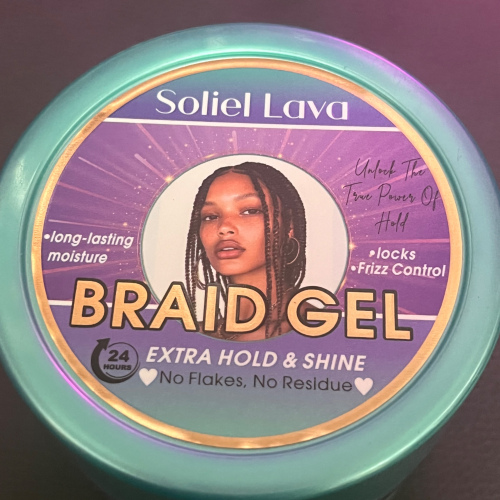 Soliel Lava
Unlock The
True Power Of
Hold
•long-lasting
moisture
•locks
•Frizz Control
BRAID GEL
24
HOURS
EXTRA HOLD & SHINE
🤍No Flakes, No Residue🤍